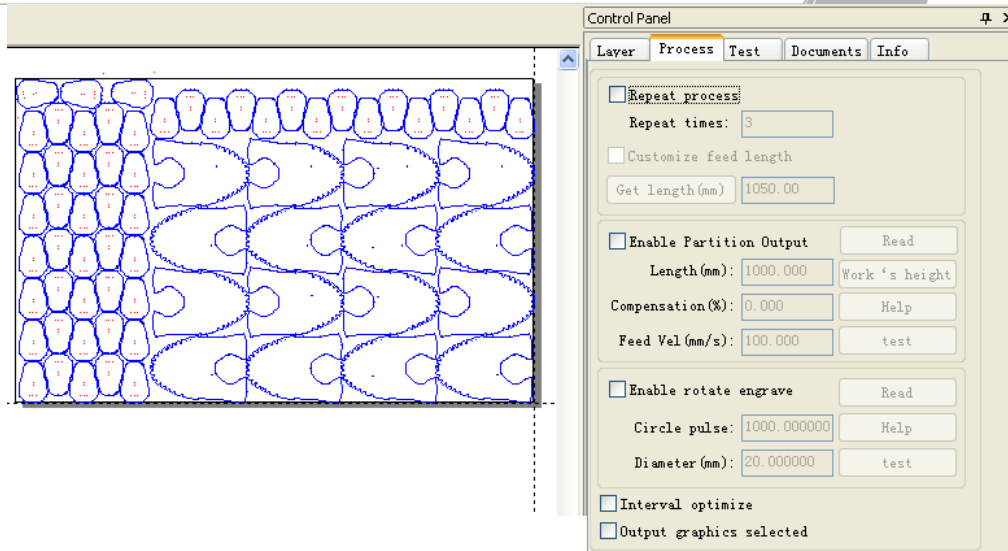 Control Panel
Layer Process Test Documents Info
Repeat process
Repeat times: 3
Customize feed length
Get length(mm) 1050.00
Enable Partition Output Read
Length(mm): 1000.000 Work ‘s height
Compensation(%): 0.000 Help
Feed Vel(mm/s): 100.000 test
Enable rotate engrave Read
Circle pulse: 1000.000000 Help
Diameter(mm): 20.000000 test
Interval optimize
Output graphics selected